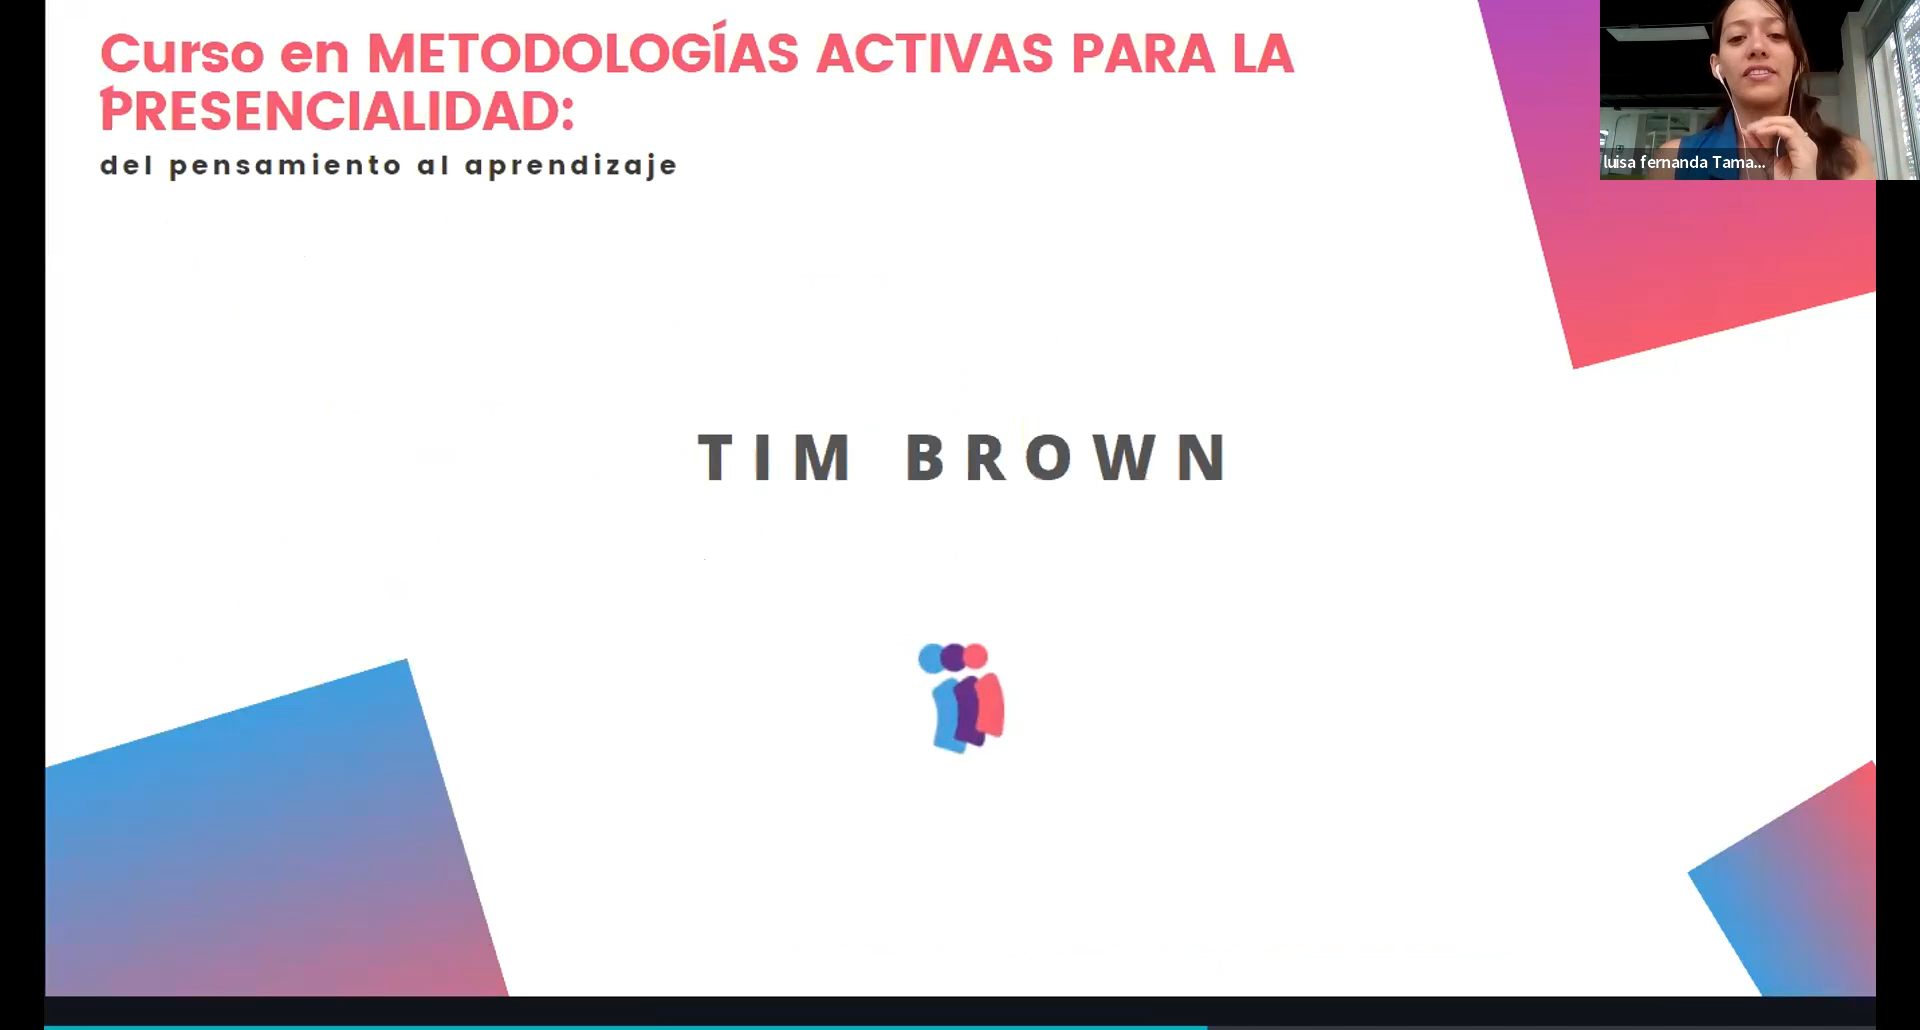 Curso en METODOLOGÍAS ACTIVAS PARA LA
PRESENCIALIDAD:
del pensamiento al aprendizaje
luisa fernanda Tama...
TIM BROWN